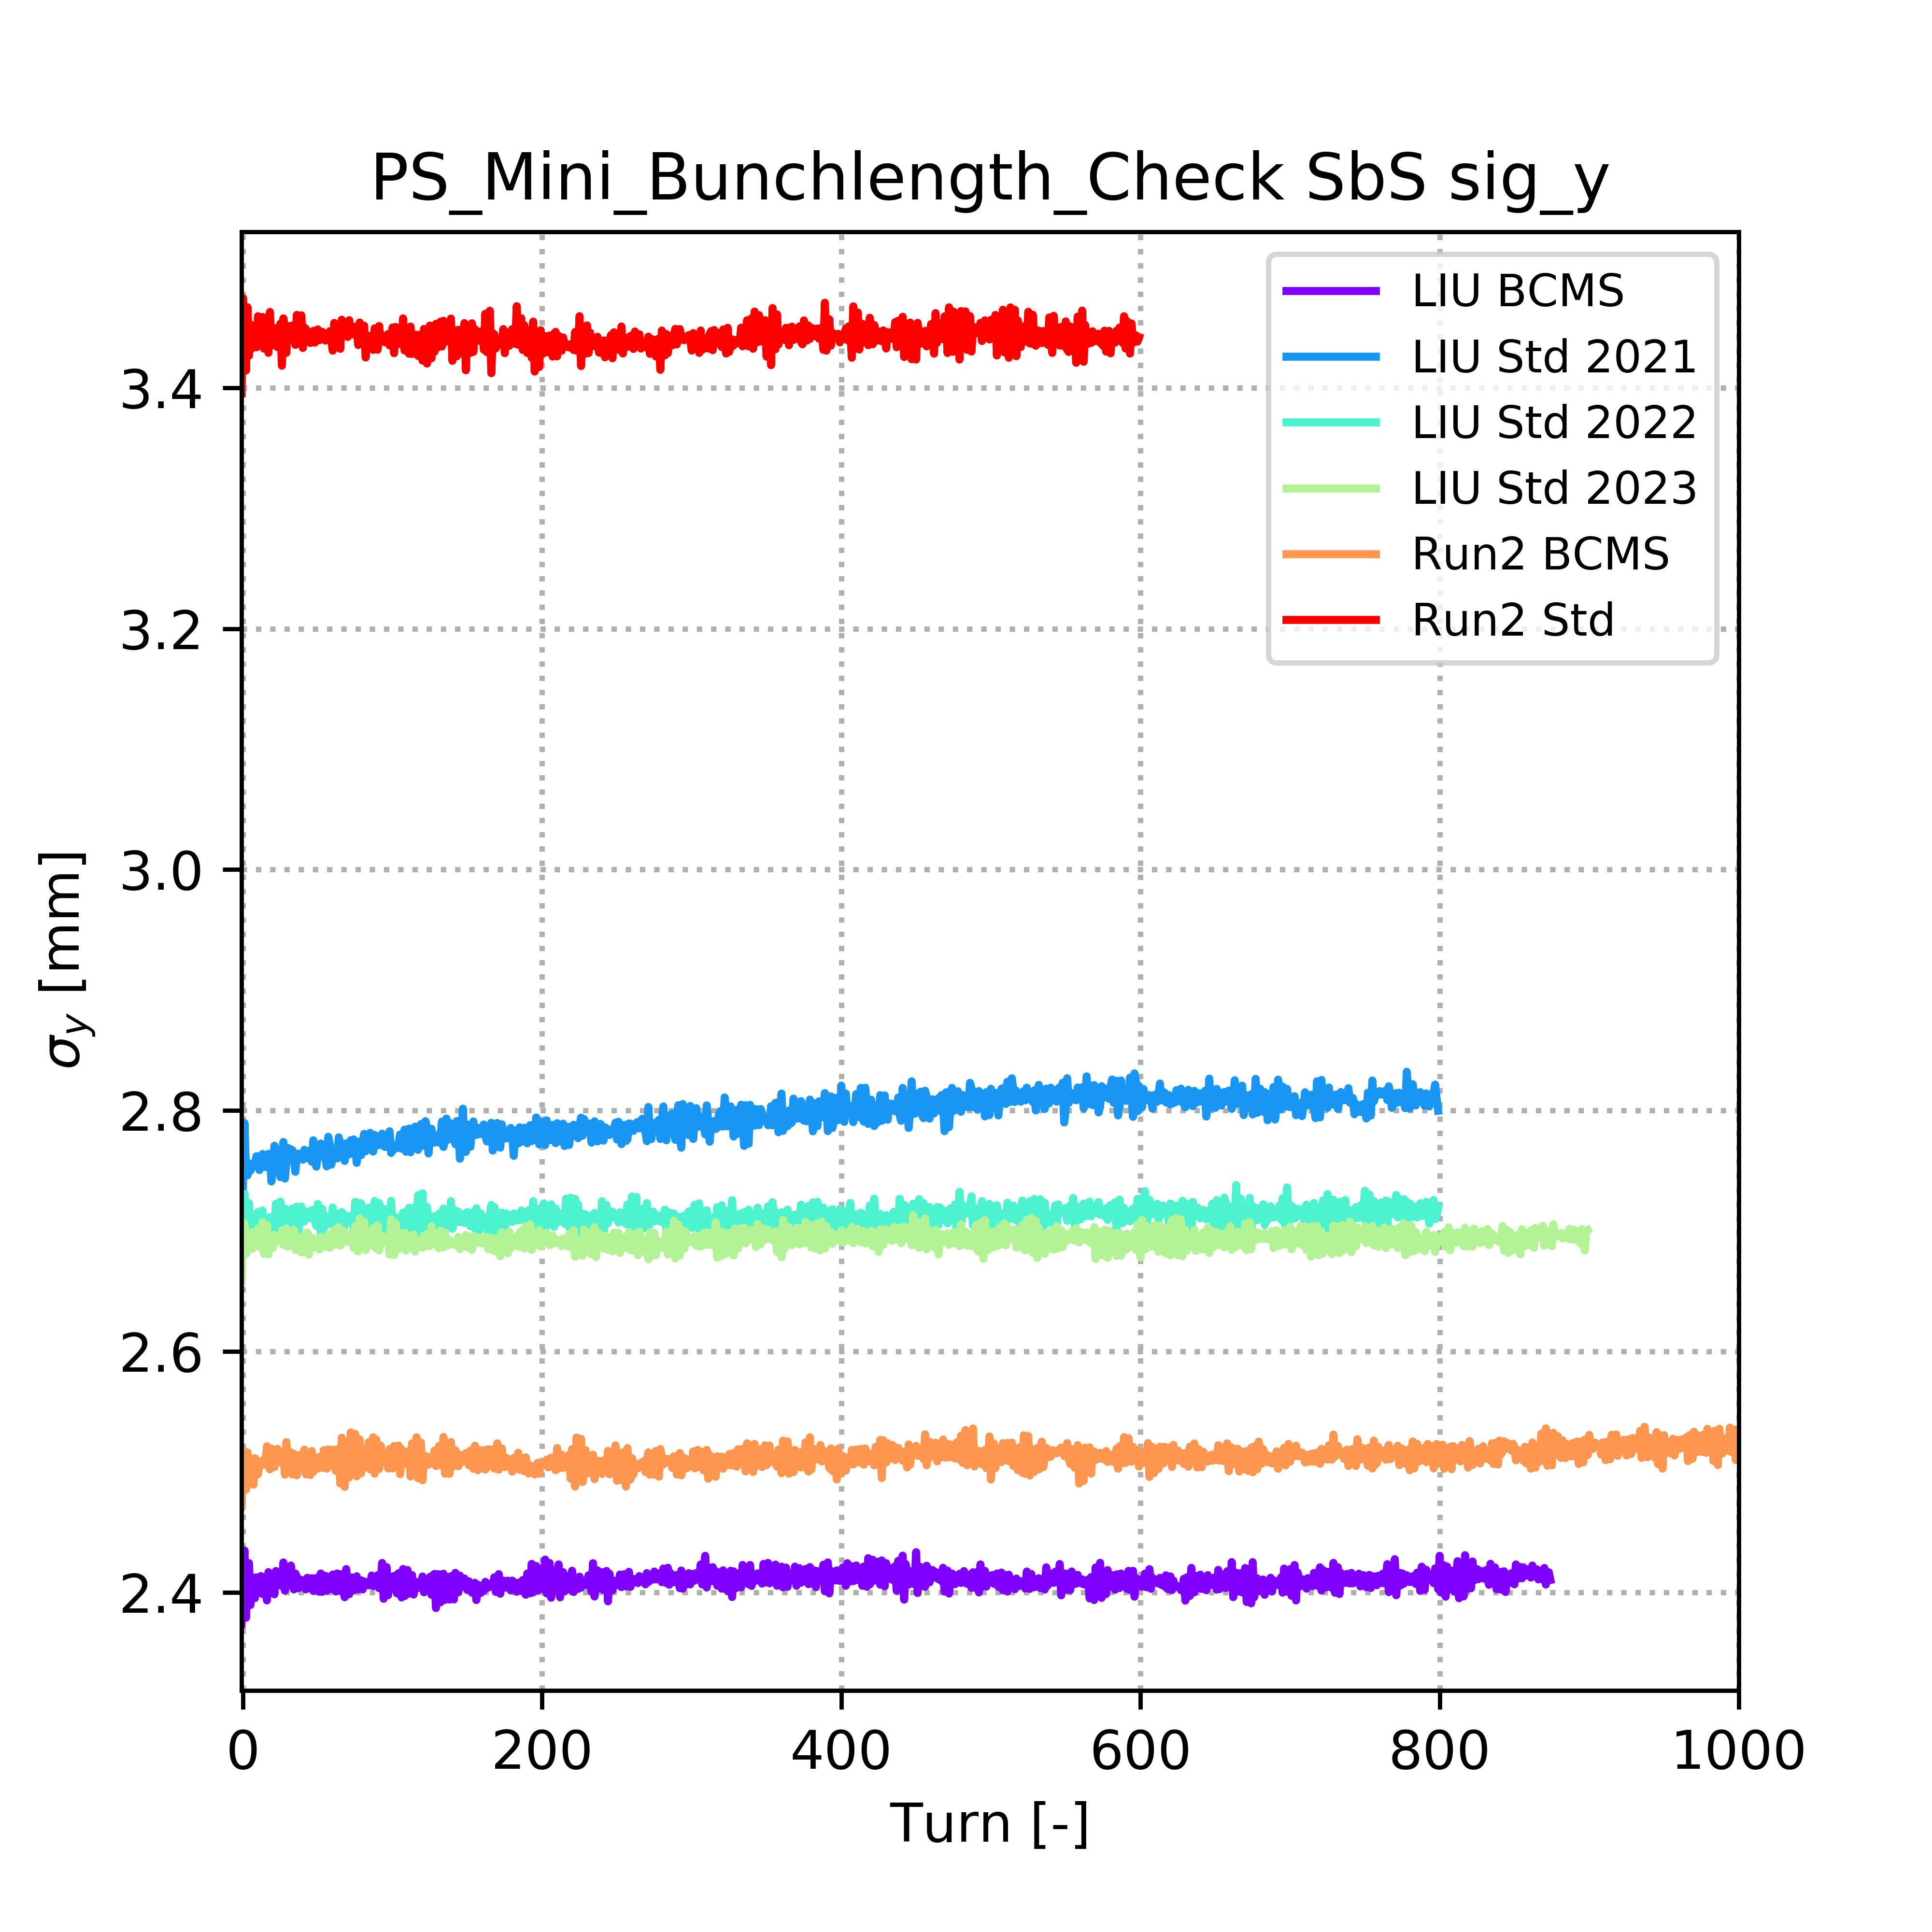 PS_Mini_Bunchlength_Check SbS sig_y
LIU BCMS
LIU Std 2021
LIU Std 2022
LIU Std 2023
Run2 BCMS
Run2 Std
3.4
3.2
3.0
2.8
2.6
2.4
σy [mm]
0 200 400 600 800 1000
Turn [-]